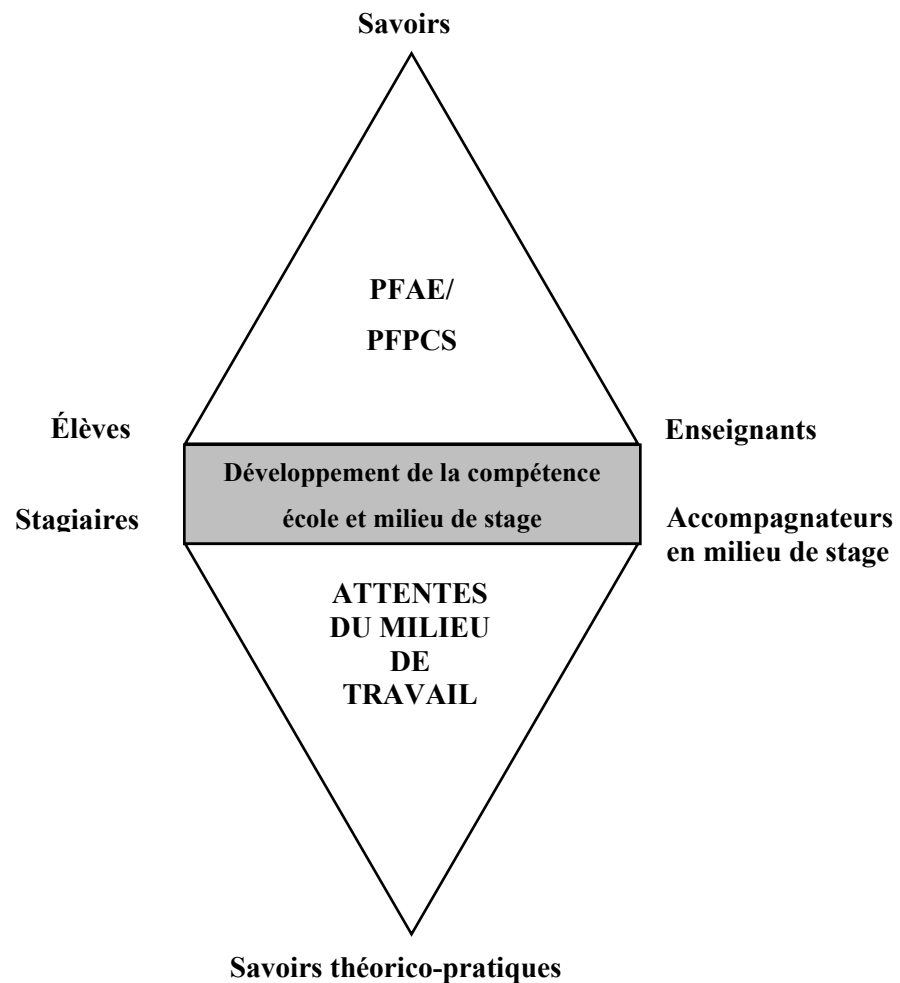 Savoirs
PFAE/
PFPCS
Élèves
Enseignants
Développement de la compétence
école et milieu de stage
Stagiaires
Accompagnateurs
en milieu de stage
ATTENTES
DU MILIEU
DE
TRAVAIL
Savoirs théorico-pratiques